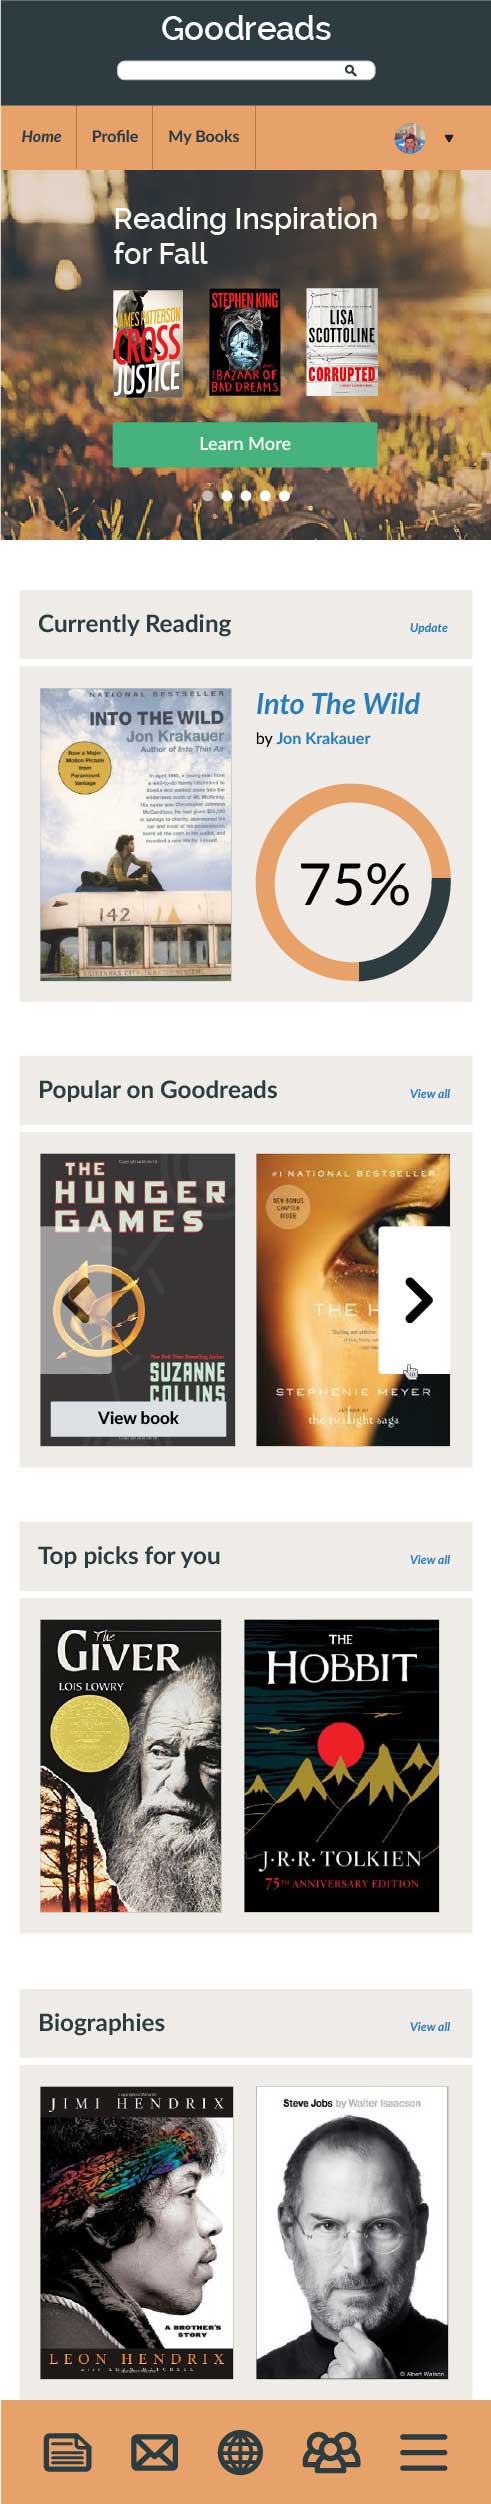 Goodreads
Home
Profile
My Books
Reading Inspiration
for Fall
JAMES PATTERSON
CROSS
JUSTICE
STEPHEN KING
THE
BAZAAR OF
BAD DREAMS
LISA
SCOTTOLINE
CORRUPTED
Learn More
Currently Reading
Update
NATIONAL BESTSELLER
INTO THE WILD
Jon Krakauer
Author of Into Thin Air
Now a Major
Motion Picture
from
Paramount
Vantage
142
Into The Wild
by Jon Krakauer
75%
Popular on Goodreads
View all
THE
HUNGER
GAMES
SUZANNE
COLLINS
View book
#1 NATIONAL BESTSELLER
NEW BONUS
CHAPTER
INSIDE
THE H
STEPHENIE MEYER
the twilight saga
Top picks for you
View all
The
GIVER
LOIS LOWRY
THE
HOBBIT
J·R·R· TOLKIEN
75TH ANNIVERSARY EDITION
Biographies
View all
JIMI HENDRIX
A BROTHER'S
STORY
LEON HENDRIX
Steve Jobs by Walter Isaacson
© Albert Watson